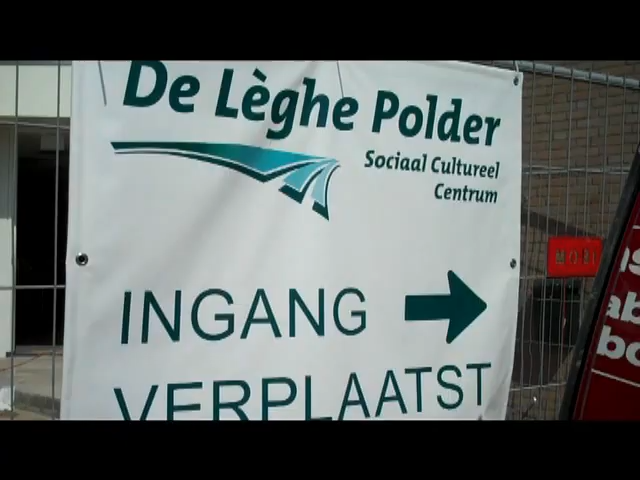 De Lèghe Polder
Sociaal Cultureel
Centrum
INGANG
VERPLAATST